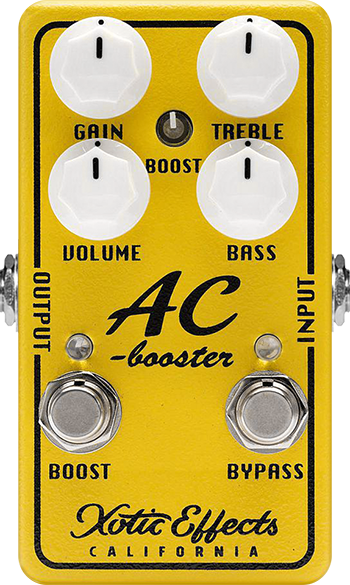 GAIN
TREBLE
BOOST
VOLUME
BASS
OUTPUT
INPUT
AC
-booster
BOOST
BYPASS
Xotic Effects
CALIFORNIA